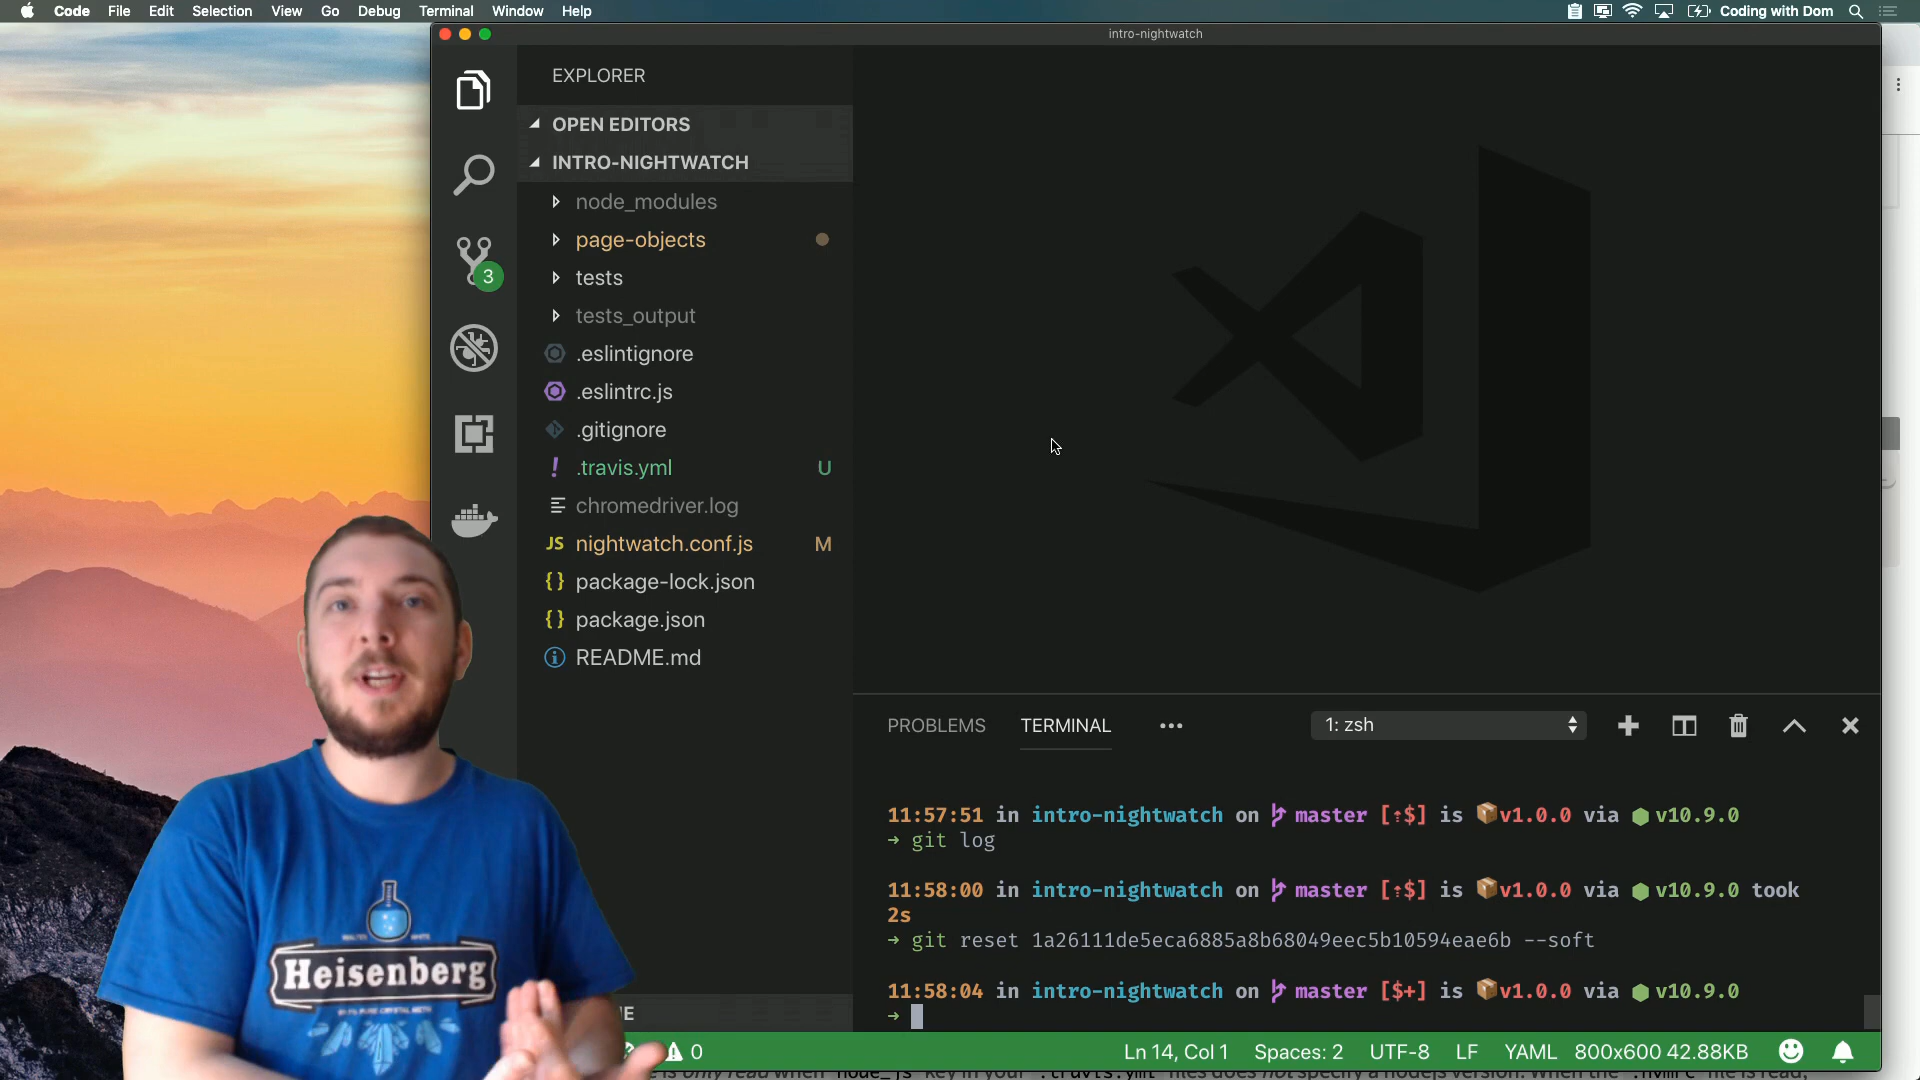 Code File Edit Selection View Go Debug Terminal Window Help Coding with Dom
intro-nightwatch
EXPLORER
OPEN EDITORS
INTRO-NIGHTWATCH
node_modules
page-objects
tests
tests_output
.eslintignore
.eslintrc.js
.gitignore
.travis.yml U
chromedriver.log
JS nightwatch.conf.js M
{} package-lock.json
{} package.json
README.md
3
PROBLEMS TERMINAL ••• 1: zsh
11:57:51 in intro-nightwatch on master [⇡$] is 📦v1.0.0 via ⬢ v10.9.0
→ git log
11:58:00 in intro-nightwatch on master [⇡$] is 📦v1.0.0 via ⬢ v10.9.0 took
2s
→ git reset 1a26111de5eca6885a8b68049eec5b10594eae6b --soft
11:58:04 in intro-nightwatch on master [$+] is 📦v1.0.0 via ⬢ v10.9.0
→
Heisenberg
0 Ln 14, Col 1 Spaces: 2 UTF-8 LF YAML 800x600 42.88KB